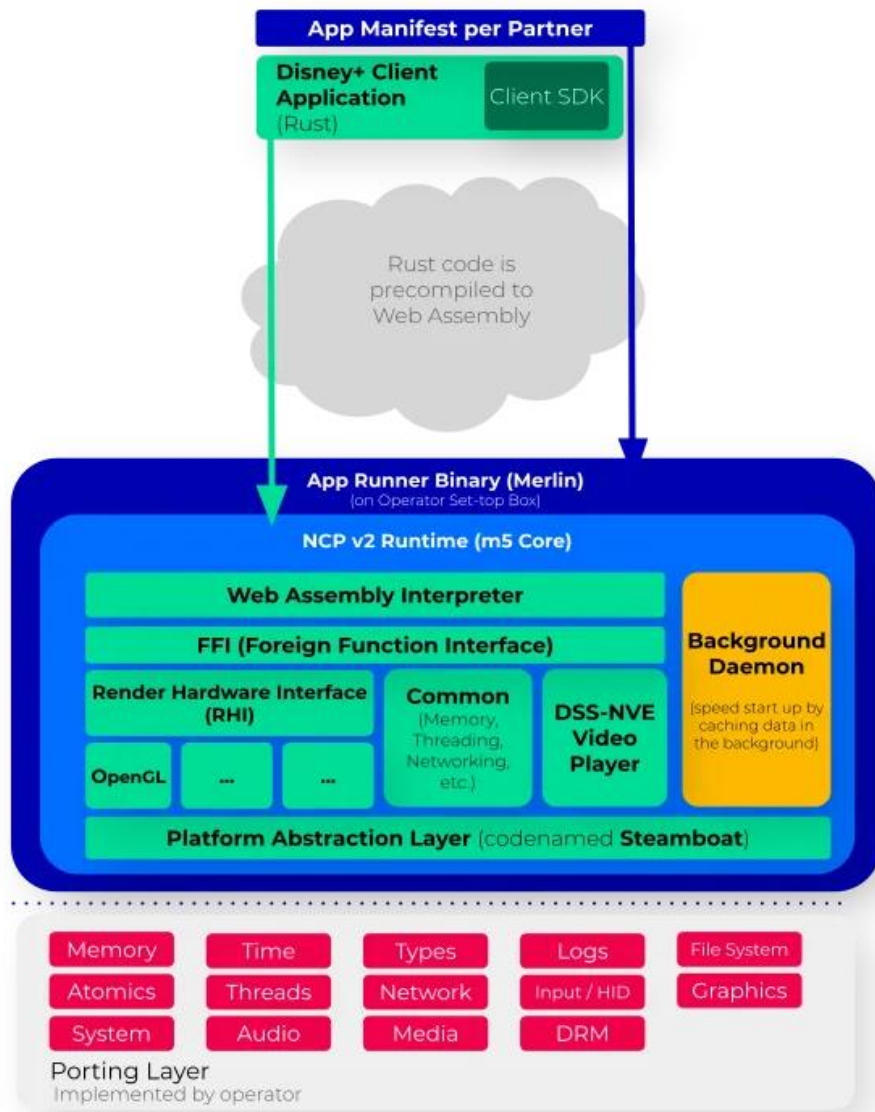 App Manifest per Partner
Disney+ Client
Application
(Rust)
Client SDK
Rust code is
precompiled to
Web Assembly
App Runner Binary (Merlin)
(on Operator Set-top Box)
NCP v2 Runtime (m5 Core)
Web Assembly Interpreter
FFI (Foreign Function Interface)
Render Hardware Interface
(RHI)
OpenGL
...
...
Common
(Memory,
Threading,
Networking,
etc.)
DSS-NVE
Video
Player
Background
Daemon
(speed start up by
caching data in
the background)
Platform Abstraction Layer (codenamed Steamboat)
Memory Time Types Logs File System
Atomics Threads Network Input / HID Graphics
System Audio Media DRM
Porting Layer
Implemented by operator